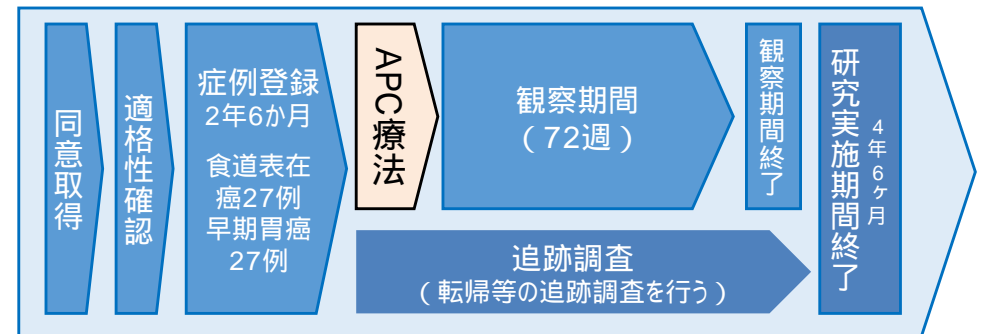 同意取得
適格性確認
症例登録
2年6か月
食道表在
癌27例
早期胃癌
27例
APC療法
観察期間
（72週）
観察期間終了
追跡調査
（転帰等の追跡調査を行う）
研究実施期間終了
4年6ヶ月